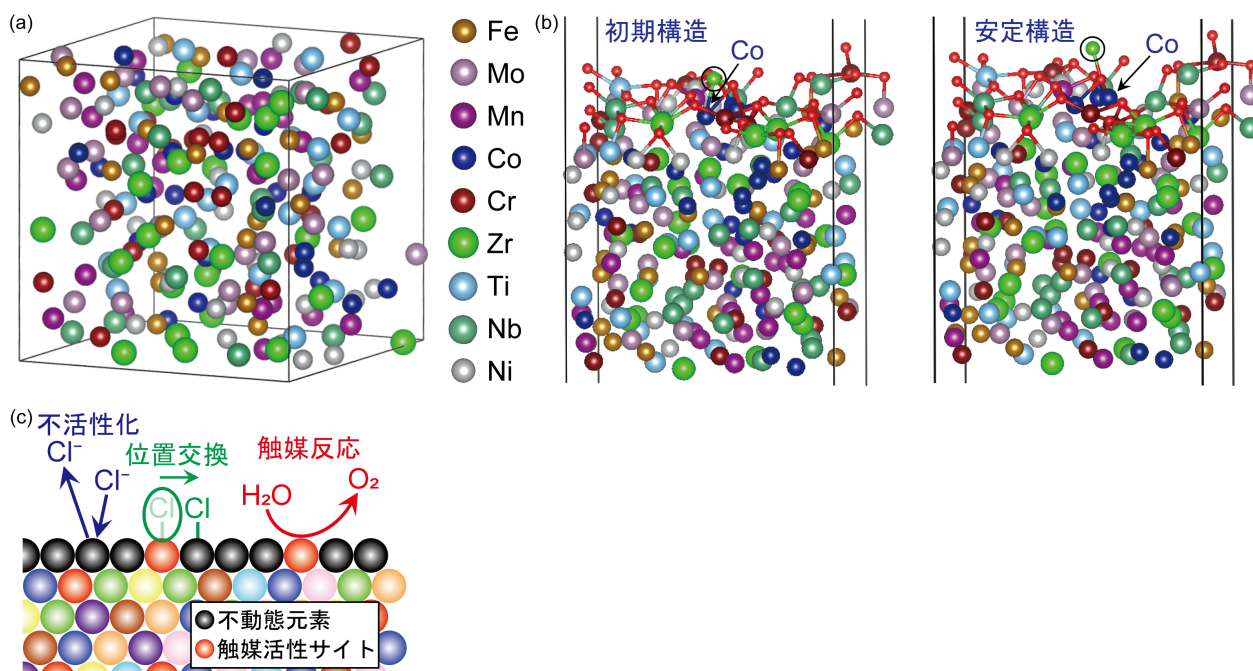 (a)
Fe
Mo
Mn
Co
Cr
Zr
Ti
Nb
Ni
(b)
初期構造
Co
安定構造
Co
(c)
不活性化
Cl⁻
Cl⁻
位置交換
Cl
Cl
触媒反応
H₂O
O₂
不動態元素
触媒活性サイト